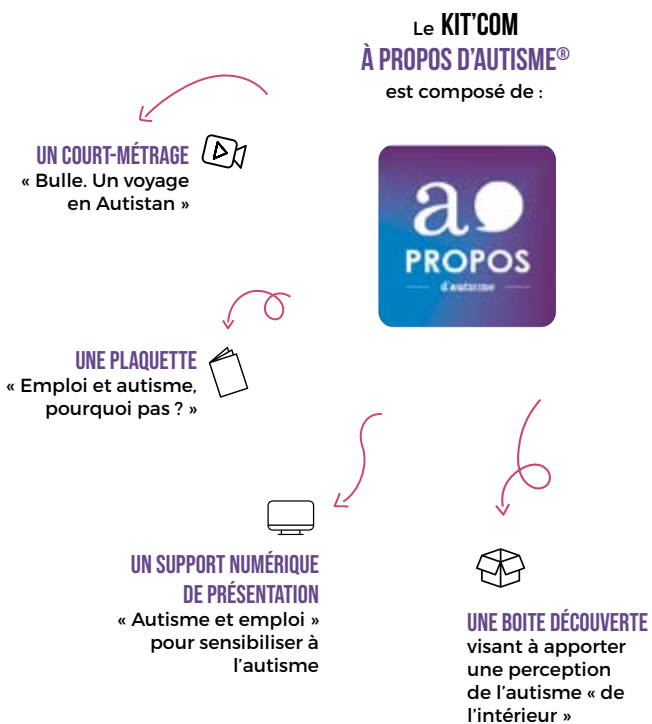 Le KIT'COM
À PROPOS D'AUTISME®
est composé de :
UN COURT-MÉTRAGE
« Bulle. Un voyage
en Autistan »
a
PROPOS
d'autisme
UNE PLAQUETTE
« Emploi et autisme,
pourquoi pas ? »
UN SUPPORT NUMÉRIQUE
DE PRÉSENTATION
« Autisme et emploi »
pour sensibiliser à
l'autisme
UNE BOITE DÉCOUVERTE
visant à apporter
une perception
de l'autisme « de
l'intérieur »